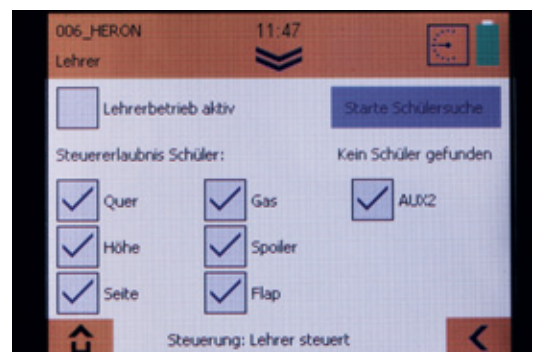 006_HERON 11:47
Lehrer
Lehrerbetrieb aktiv Starte Schülersuche
Steuererlaubnis Schüler: Kein Schüler gefunden
Quer Gas AUX2
Höhe Spoiler
Seite Flap
Steuerung: Lehrer steuert